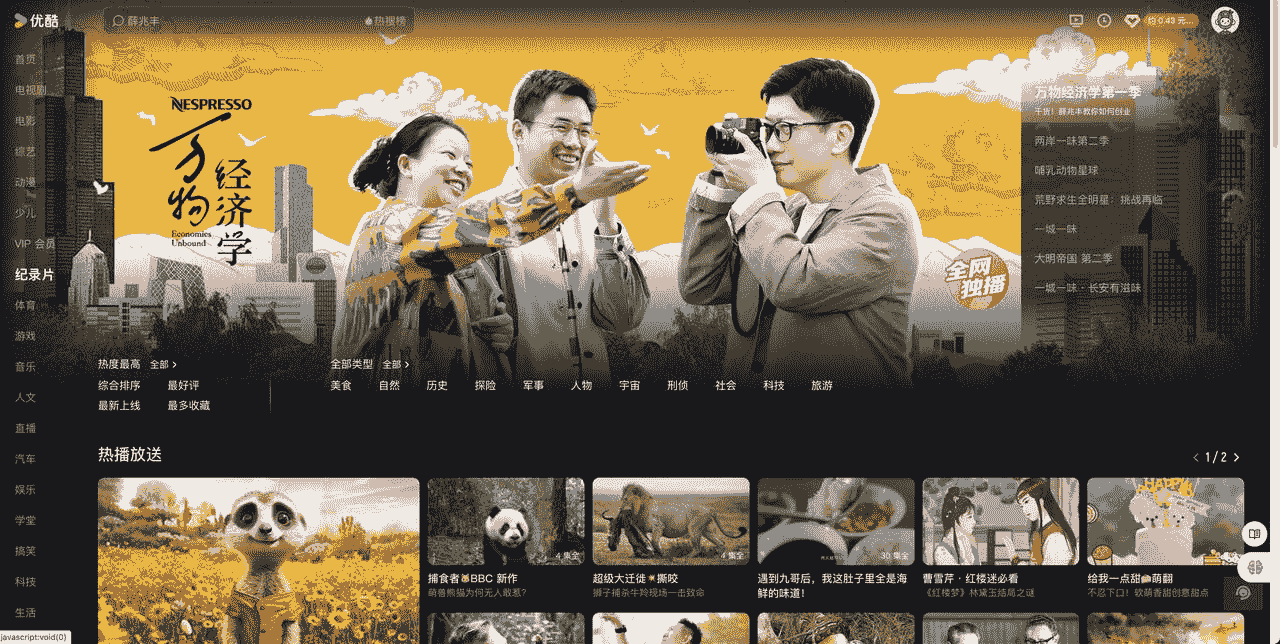 优酷
薛兆丰
热搜榜
约 0.43 元...
首页
电视剧
电影
综艺
动漫
少儿
VIP 会员
纪录片
体育
游戏
音乐
人文
直播
汽车
娱乐
学堂
搞笑
科技
生活
NESPRESSO
万物
经济学
Economics
Unbound
全网
独播
万物经济学第一季
干货！薛兆丰教你如何创业
两岸一味第二季
哺乳动物星球
荒野求生全明星：挑战再临
一城一味
大明帝国 第二季
一城一味·长安有滋味
热度最高 全部 >
综合排序 最好评
最新上线 最多收藏
全部类型 全部 >
美食 自然 历史 探险 军事 人物 宇宙 刑侦 社会 科技 旅游
热播放送
< 1 / 2 >
4 集全
捕食者🐯BBC 新作
萌兽熊猫为何无人敢惹？
4 集全
超级大迁徙💥撕咬
狮子捕杀牛羚现场一击致命
30 集全
遇到九哥后，我这肚子里全是海鲜的味道！
曹雪芹 · 红楼迷必看
《红楼梦》林黛玉结局之谜
HAPPY
给我一点甜🍰萌翻
不忍下口！软萌香甜创意甜点
javascript:void(0)